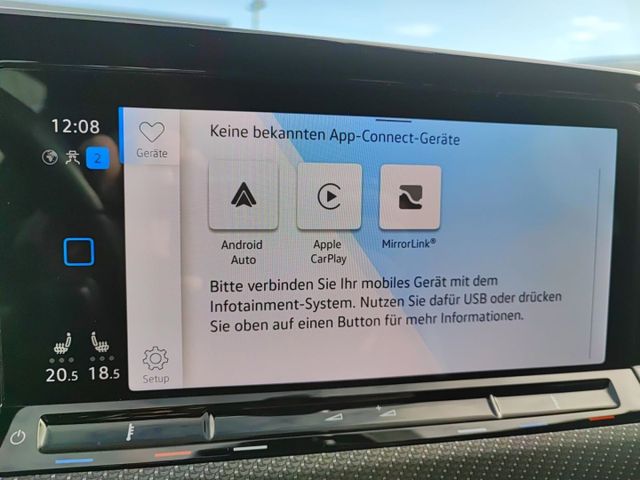 12:08
2
Geräte
Keine bekannten App-Connect-Geräte
Android
Auto
Apple
CarPlay
MirrorLink®
Bitte verbinden Sie Ihr mobiles Gerät mit dem
Infotainment-System. Nutzen Sie dafür USB oder drücken
Sie oben auf einen Button für mehr Informationen.
20.5 18.5
Setup